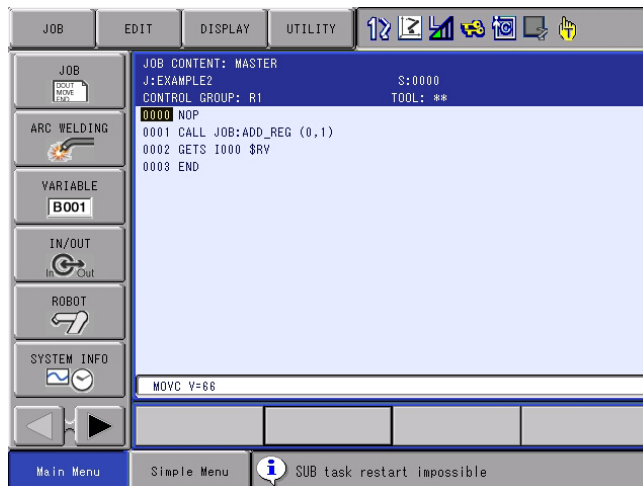 JOB EDIT DISPLAY UTILITY
JOB CONTENT: MASTER
J:EXAMPLE2 S:0000
CONTROL GROUP: R1 TOOL: **
0000 NOP
0001 CALL JOB:ADD_REG (0,1)
0002 GETS I000 $RV
0003 END
JOB
DOUT
MOVE
END
ARC WELDING
VARIABLE
B001
IN/OUT
In Out
ROBOT
SYSTEM INFO
MOVC V=66
Main Menu Simple Menu SUB task restart impossible